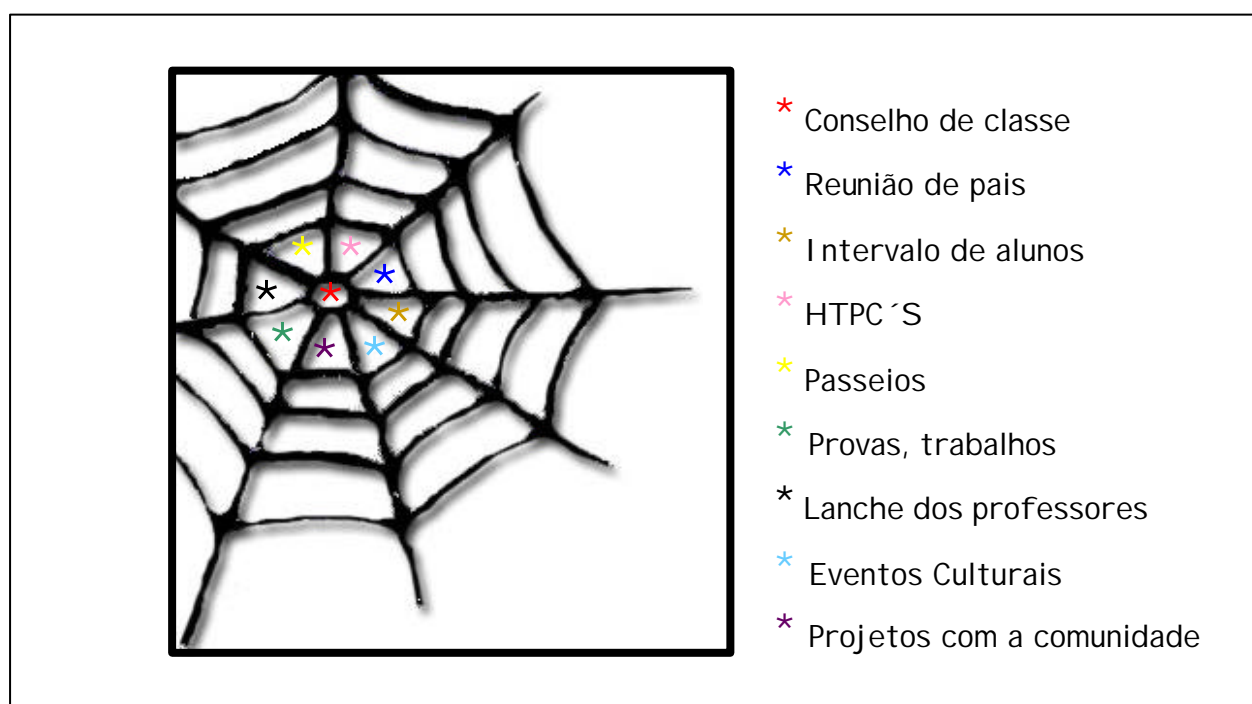 * Conselho de classe
* Reunião de pais
* Intervalo de alunos
* HTPC´S
* Passeios
* Provas, trabalhos
* Lanche dos professores
* Eventos Culturais
* Projetos com a comunidade